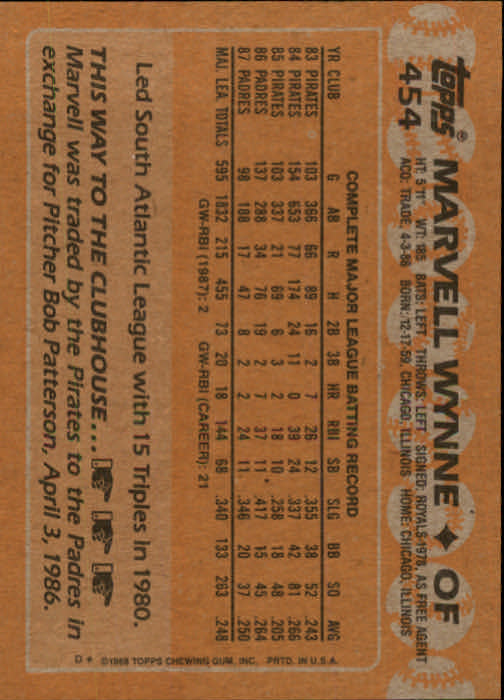 topps®
454
MARVELL WYNNE ✦ OF
HT: 5'11" WT: 185 BATS: LEFT THROWS: LEFT SIGNED: ROYALS-1978, AS FREE AGENT
ACQ: TRADE, 4-3-86 BORN: 12-17-59, CHICAGO, ILLINOIS HOME: CHICAGO, ILLINOIS
COMPLETE MAJOR LEAGUE BATTING RECORD
YR CLUB G AB R H 2B 3B HR RBI SB SLG BB SO AVG
83 PIRATES 103 366 66 89 16 2 7 26 12 .355 38 52 .243
84 PIRATES 154 653 77 174 24 11 0 39 24 .337 42 81 .266
85 PIRATES 103 337 21 69 6 3 2 18 10 .258 18 48 .205
86 PADRES 137 288 34 76 19 2 7 37 11 .417 15 45 .264
87 PADRES 98 188 17 47 8 2 2 24 11 .346 20 37 .250
MAJ. LEA. TOTALS 595 1832 215 455 73 20 18 144 68 .340 133 263 .248
GW-RBI (1987): 2 GW-RBI (CAREER): 21
Led South Atlantic League with 15 Triples in 1980.
THIS WAY TO THE CLUBHOUSE...
Marvell was traded by the Pirates to the Padres in
exchange for Pitcher Bob Patterson, April 3, 1986.
D* ©1988 TOPPS CHEWING GUM, INC. PRTD. IN U.S.A.